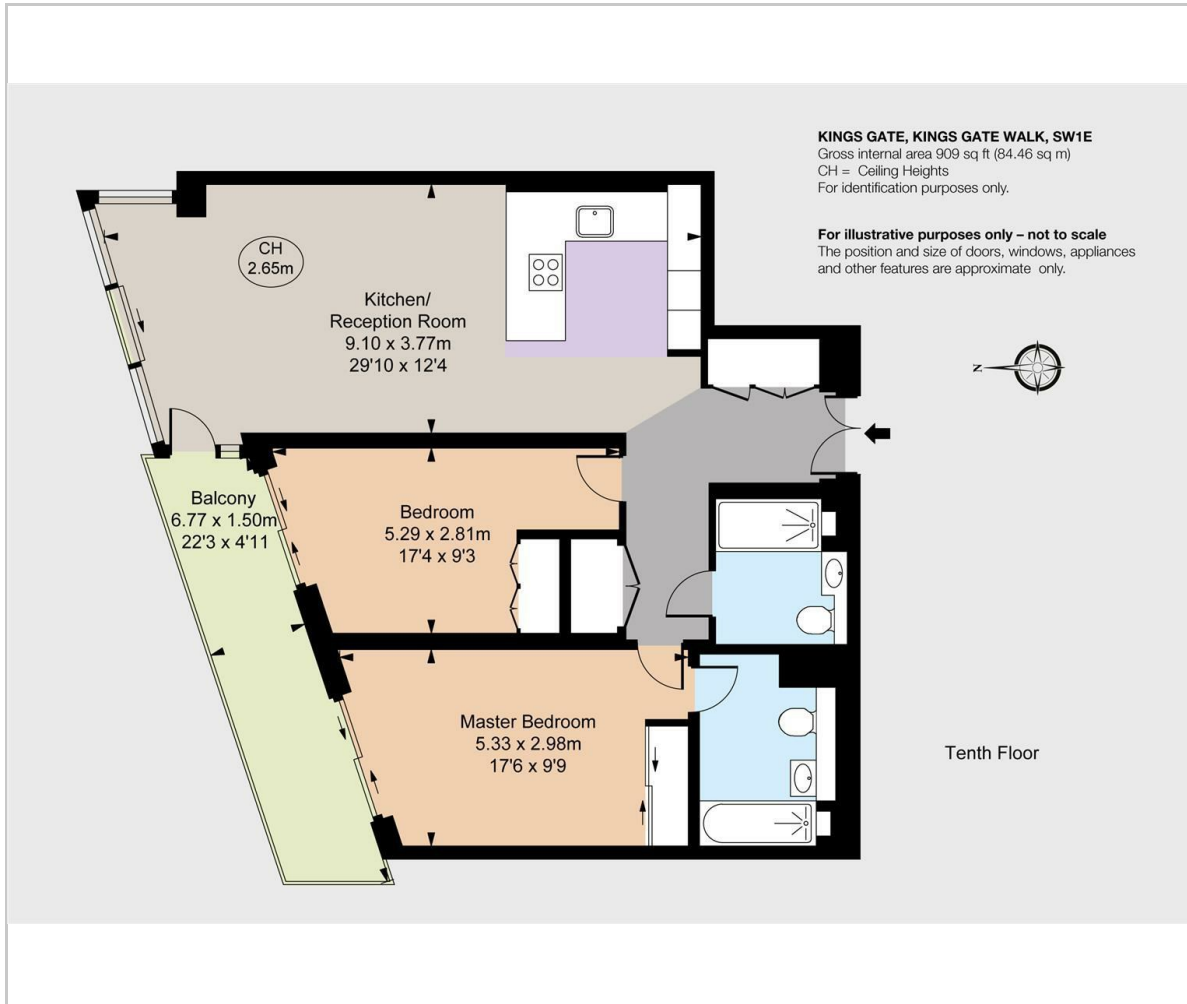 KINGS GATE, KINGS GATE WALK, SW1E
Gross internal area 909 sq ft (84.46 sq m)
CH = Ceiling Heights
For identification purposes only.
For illustrative purposes only – not to scale
The position and size of doors, windows, appliances
and other features are approximate only.
CH
2.65m
Kitchen/
Reception Room
9.10 x 3.77m
29'10 x 12'4
N
Balcony
6.77 x 1.50m
22'3 x 4'11
Bedroom
5.29 x 2.81m
17'4 x 9'3
Master Bedroom
5.33 x 2.98m
17'6 x 9'9
Tenth Floor